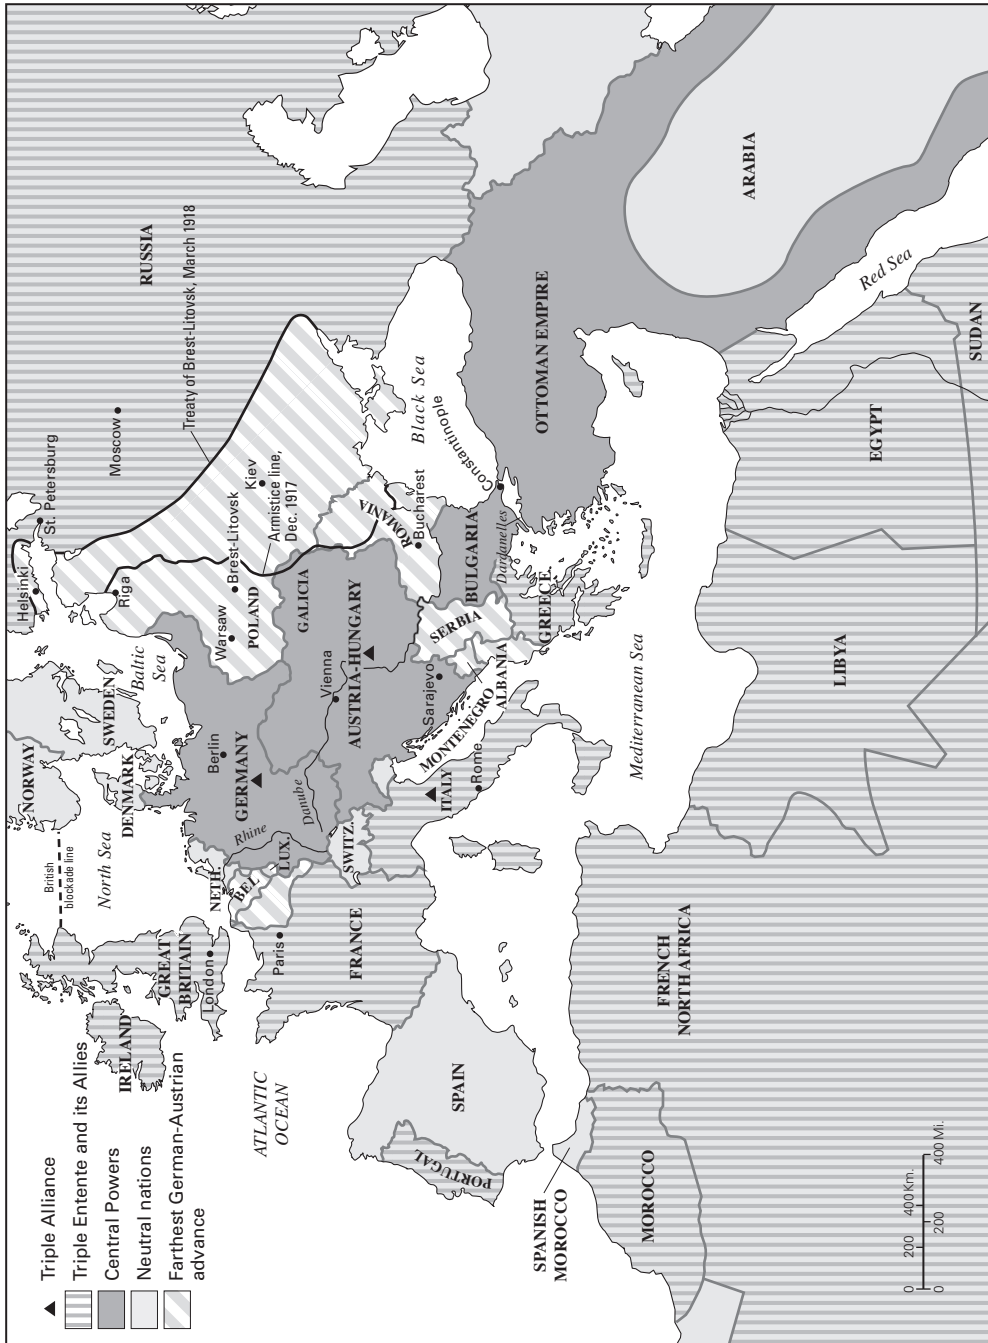 Triple Alliance
Triple Entente and its Allies
Central Powers
Neutral nations
Farthest German-Austrian
advance
NORWAY
SWEDEN
Helsinki
St. Petersburg
Moscow
RUSSIA
Treaty of Brest-Litovsk, March 1918
British
blockade line
North Sea
DENMARK
Baltic
Sea
Riga
IRELAND
GREAT
BRITAIN
London
NETH.
BEL
LUX.
Rhine
GERMANY
Berlin
Warsaw
POLAND
Brest-Litovsk
Kiev
Armistice line,
Dec. 1917
ATLANTIC
OCEAN
Paris
FRANCE
SWITZ.
Danube
Vienna
AUSTRIA-HUNGARY
GALICIA
ROMANIA
Bucharest
Black Sea
Constantinople
Sarajevo
SERBIA
BULGARIA
MONTENEGRO
ALBANIA
ITALY
Rome
GREECE
Dardanelles
OTTOMAN EMPIRE
PORTUGAL
SPAIN
SPANISH
MOROCCO
MOROCCO
FRENCH
NORTH AFRICA
Mediterranean Sea
LIBYA
EGYPT
SUDAN
Red Sea
ARABIA
0 200 400 Km.
0 200 400 Mi.